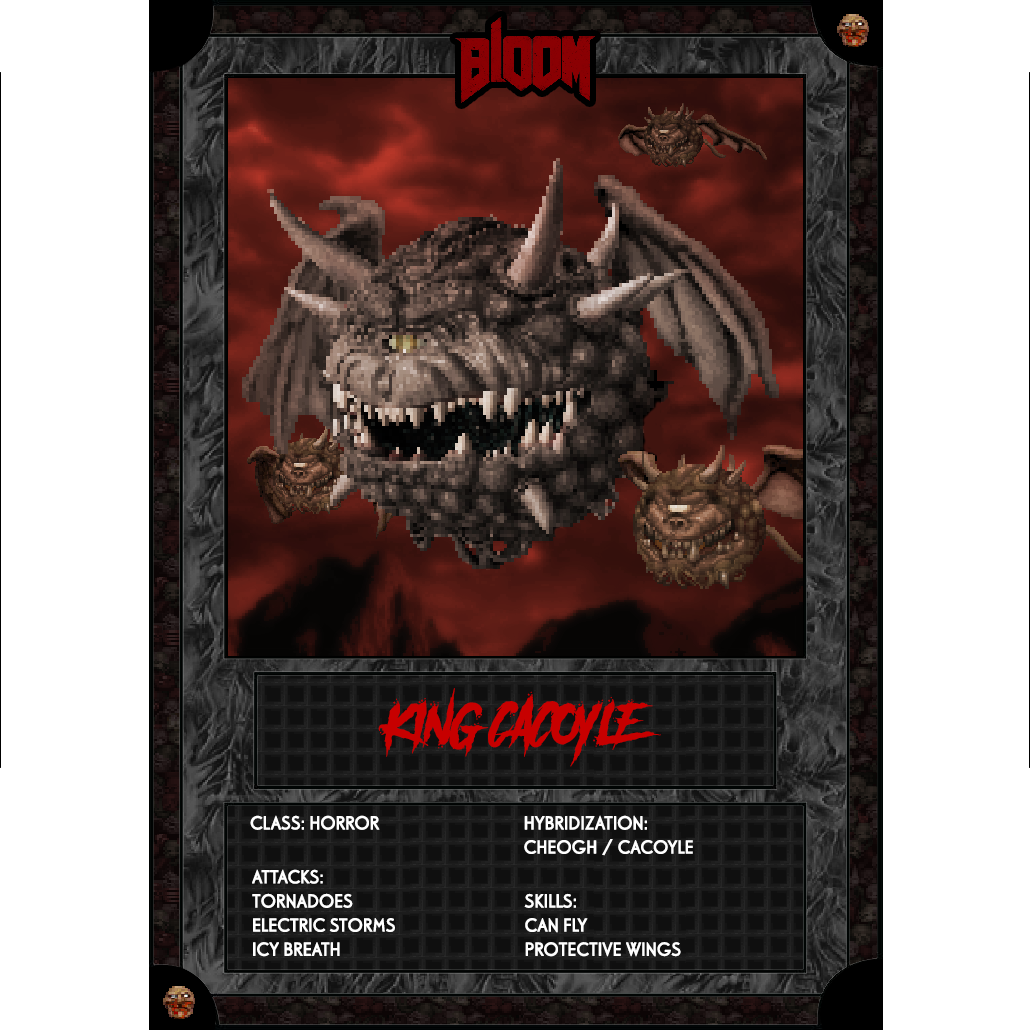 BLOOM
KING CACOYLE
CLASS: HORROR
HYBRIDIZATION:
CHEOGH / CACOYLE
ATTACKS:
TORNADOES
ELECTRIC STORMS
ICY BREATH
SKILLS:
CAN FLY
PROTECTIVE WINGS